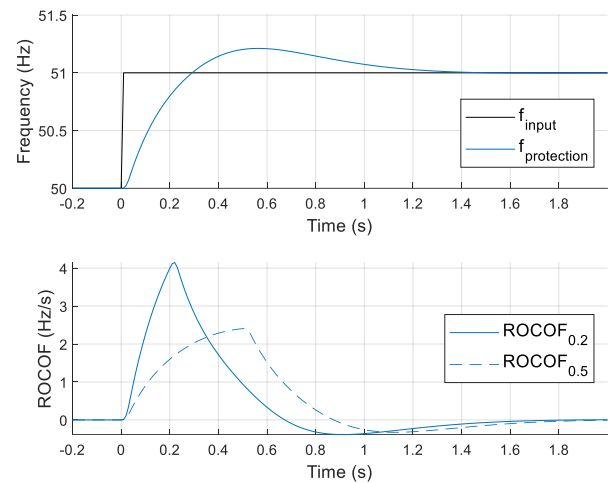 51.5
51
50.5
50
Frequency (Hz)
f_input
f_protection
-0.2 0 0.2 0.4 0.6 0.8 1 1.2 1.4 1.6 1.8
Time (s)
4
3
2
1
0
ROCOF (Hz/s)
ROCOF_0.2
ROCOF_0.5
-0.2 0 0.2 0.4 0.6 0.8 1 1.2 1.4 1.6 1.8
Time (s)